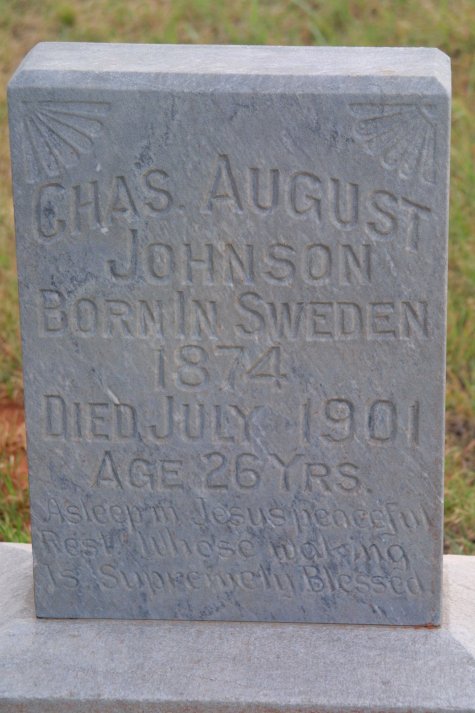 CHAS. AUGUST
JOHNSON
BORN IN SWEDEN
1874
DIED JULY 1901
AGE 26 YRS.
Asleep in Jesus peaceful
Rest Whose waking
Is Supremely Blessed.